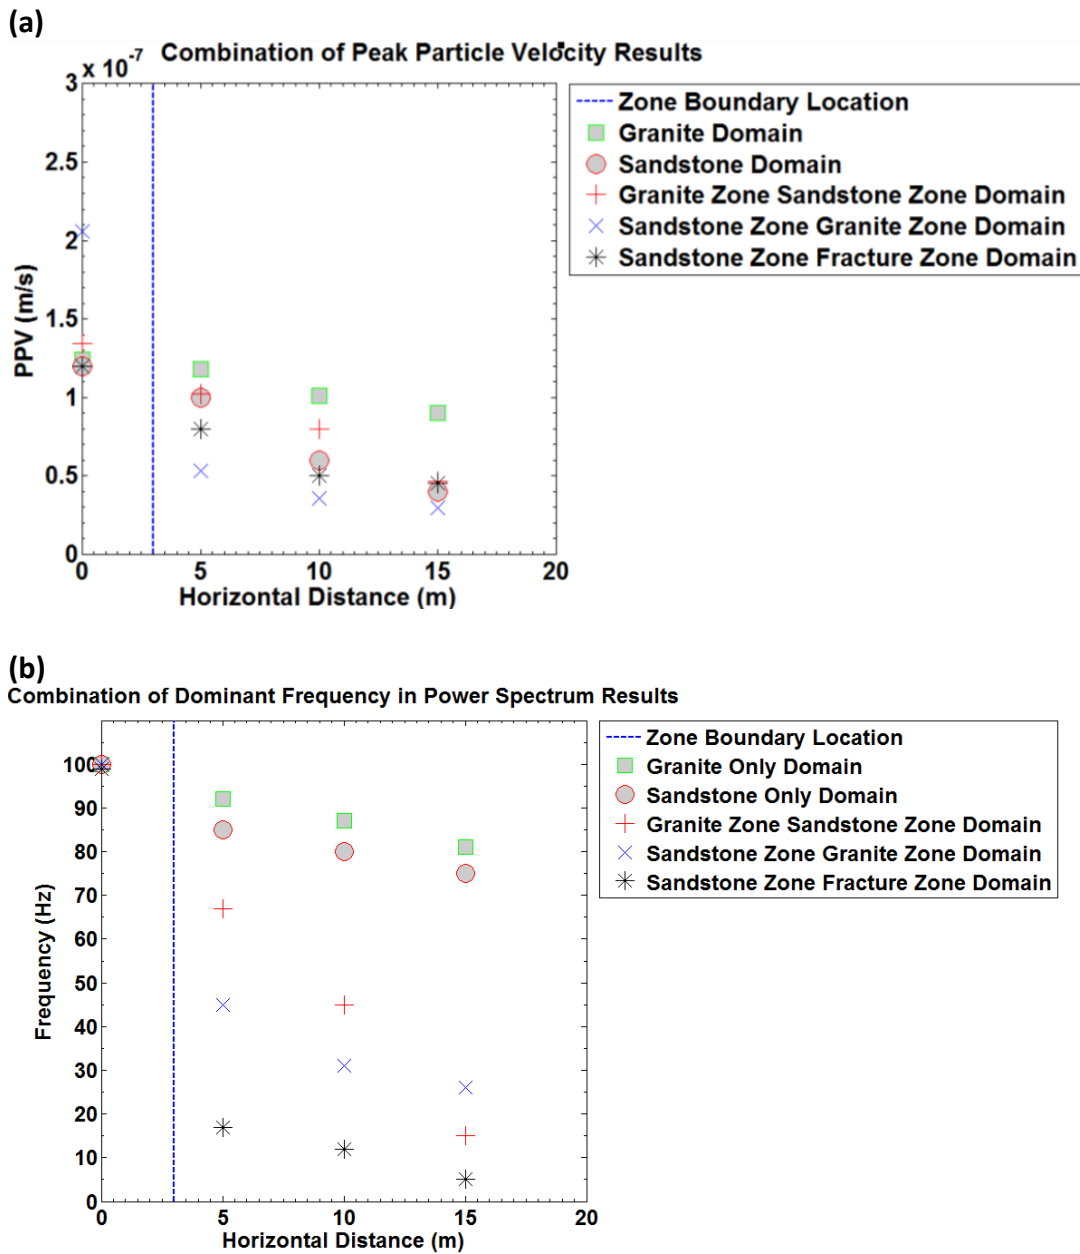 (a)
Combination of Peak Particle Velocity Results
3 x 10-7
2.5
2
1.5
1
0.5
0
0 5 10 15 20
PPV (m/s)
Horizontal Distance (m)
Zone Boundary Location
Granite Domain
Sandstone Domain
Granite Zone Sandstone Zone Domain
Sandstone Zone Granite Zone Domain
Sandstone Zone Fracture Zone Domain
(b)
Combination of Dominant Frequency in Power Spectrum Results
100
90
80
70
60
50
40
30
20
10
0
0 5 10 15 20
Frequency (Hz)
Horizontal Distance (m)
Zone Boundary Location
Granite Only Domain
Sandstone Only Domain
Granite Zone Sandstone Zone Domain
Sandstone Zone Granite Zone Domain
Sandstone Zone Fracture Zone Domain